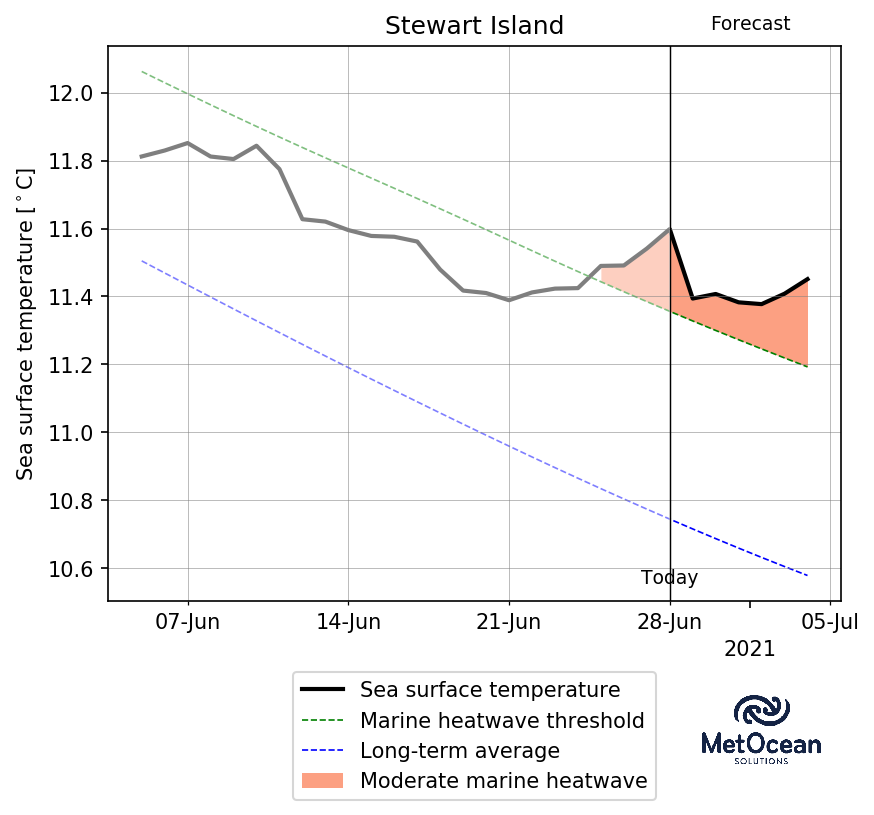 Stewart Island
Forecast
Sea surface temperature [°C]
12.0
11.8
11.6
11.4
11.2
11.0
10.8
10.6
Today
07-Jun
14-Jun
21-Jun
28-Jun
05-Jul
2021
Sea surface temperature
Marine heatwave threshold
Long-term average
Moderate marine heatwave
MetOcean
SOLUTIONS